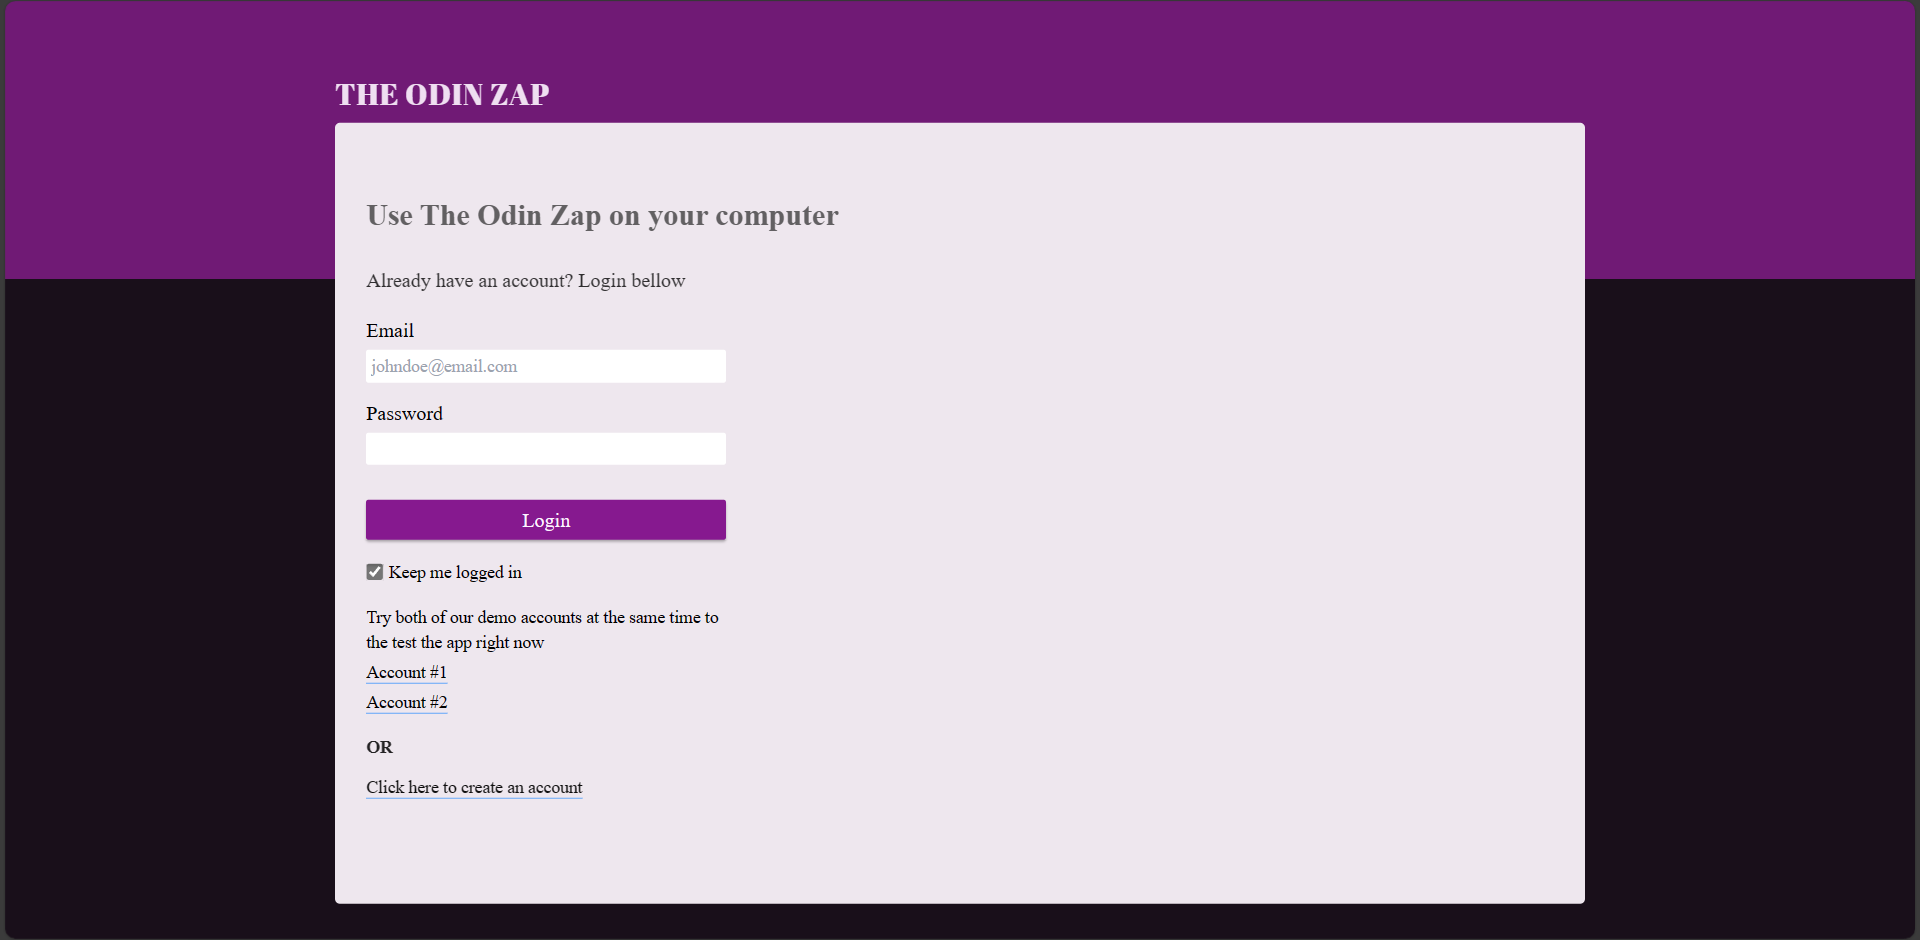 THE ODIN ZAP
Use The Odin Zap on your computer
Already have an account? Login bellow
Email
johndoe@email.com
Password
Login
Keep me logged in
Try both of our demo accounts at the same time to
the test the app right now
Account #1
Account #2
OR
Click here to create an account